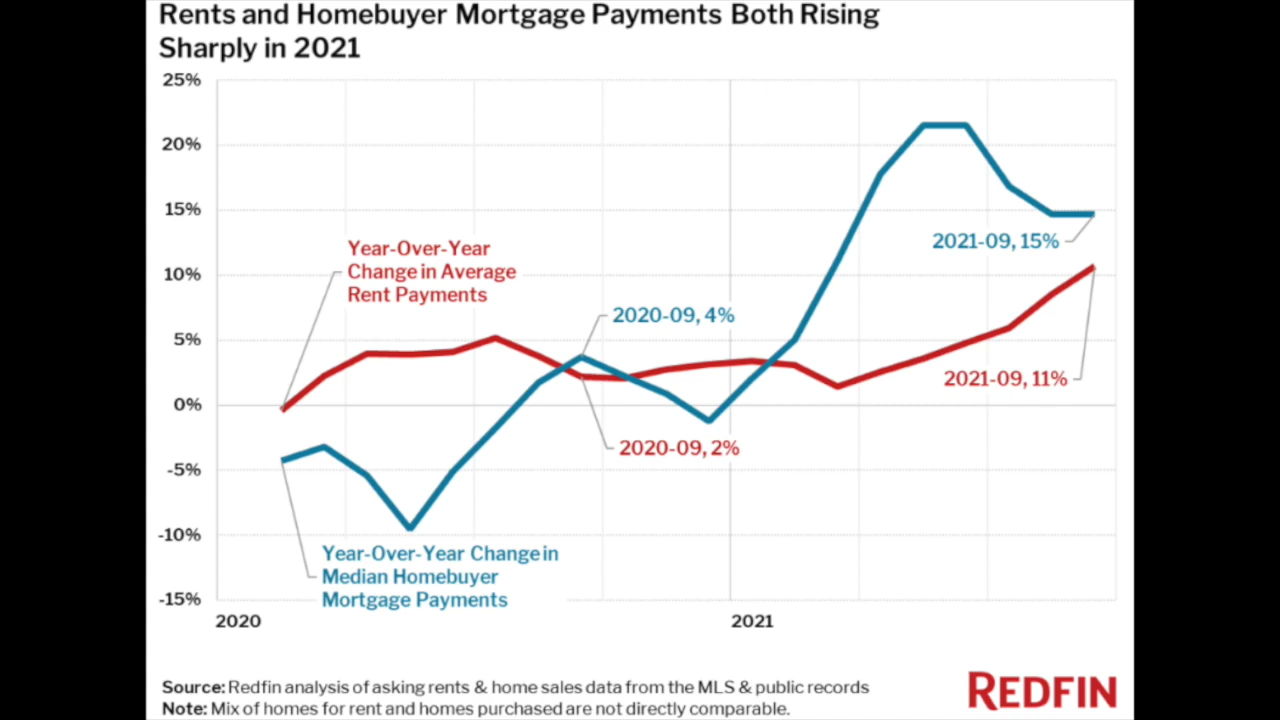 Rents and Homebuyer Mortgage Payments Both Rising
Sharply in 2021
25%
20%
15%
10%
5%
0%
-5%
-10%
-15%
Year-Over-Year
Change in Average
Rent Payments
2020-09, 4%
2020-09, 2%
2021-09, 15%
2021-09, 11%
Year-Over-Year Change in
Median Homebuyer
Mortgage Payments
2020
2021
Source: Redfin analysis of asking rents & home sales data from the MLS & public records
Note: Mix of homes for rent and homes purchased are not directly comparable.
REDFIN